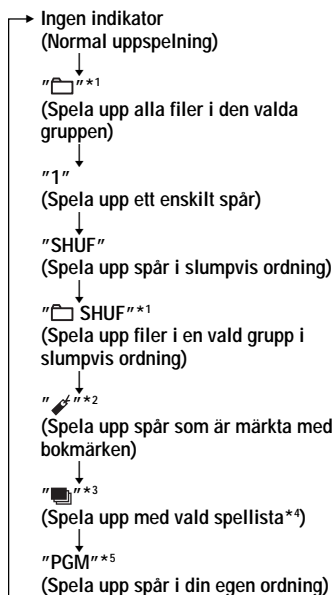 Ingen indikator
(Normal uppspelning)
" "*1
(Spela upp alla filer i den valda
gruppen)
"1"
(Spela upp ett enskilt spår)
"SHUF"
(Spela upp spår i slumpvis ordning)
" SHUF"*1
(Spela upp filer i en vald grupp i
slumpvis ordning)
" "*2
(Spela upp spår som är märkta med
bokmärken)
" "*3
(Spela upp med vald spellista*4)
"PGM"*5
(Spela upp spår i din egen ordning)